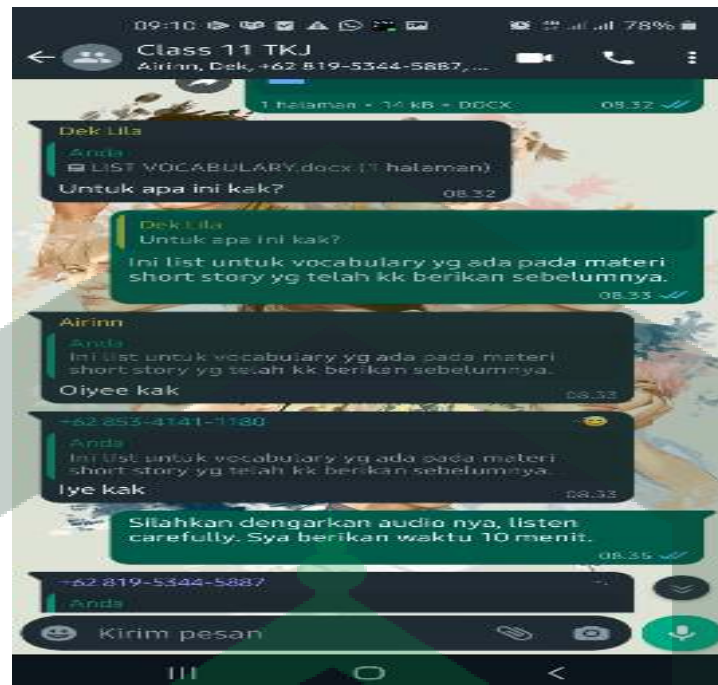 09:10 78%
Class 11 TKJ
Airinn, Dek, +62 819-5344-5887, ...
1 halaman • 14 kB • DOCX 08.32
Dek Lila
Anda
LIST VOCABULARY.docx (1 halaman)
Untuk apa ini kak? 08.32
Dek Lila
Untuk apa ini kak?
Ini list untuk vocabulary yg ada pada materi
short story yg telah kk berikan sebelumnya.
08.33
Airinn
Anda
Ini list untuk vocabulary yg ada pada materi
short story yg telah kk berikan sebelumnya.
Oiyee kak 08.33
+62 853-4141-1180
Anda
Ini list untuk vocabulary yg ada pada materi
short story yg telah kk berikan sebelumnya.
Iye kak 08.33
Silahkan dengarkan audio nya, listen
carefully. Sya berikan waktu 10 menit.
08.35
+62 819-5344-5887
Anda
Kirim pesan